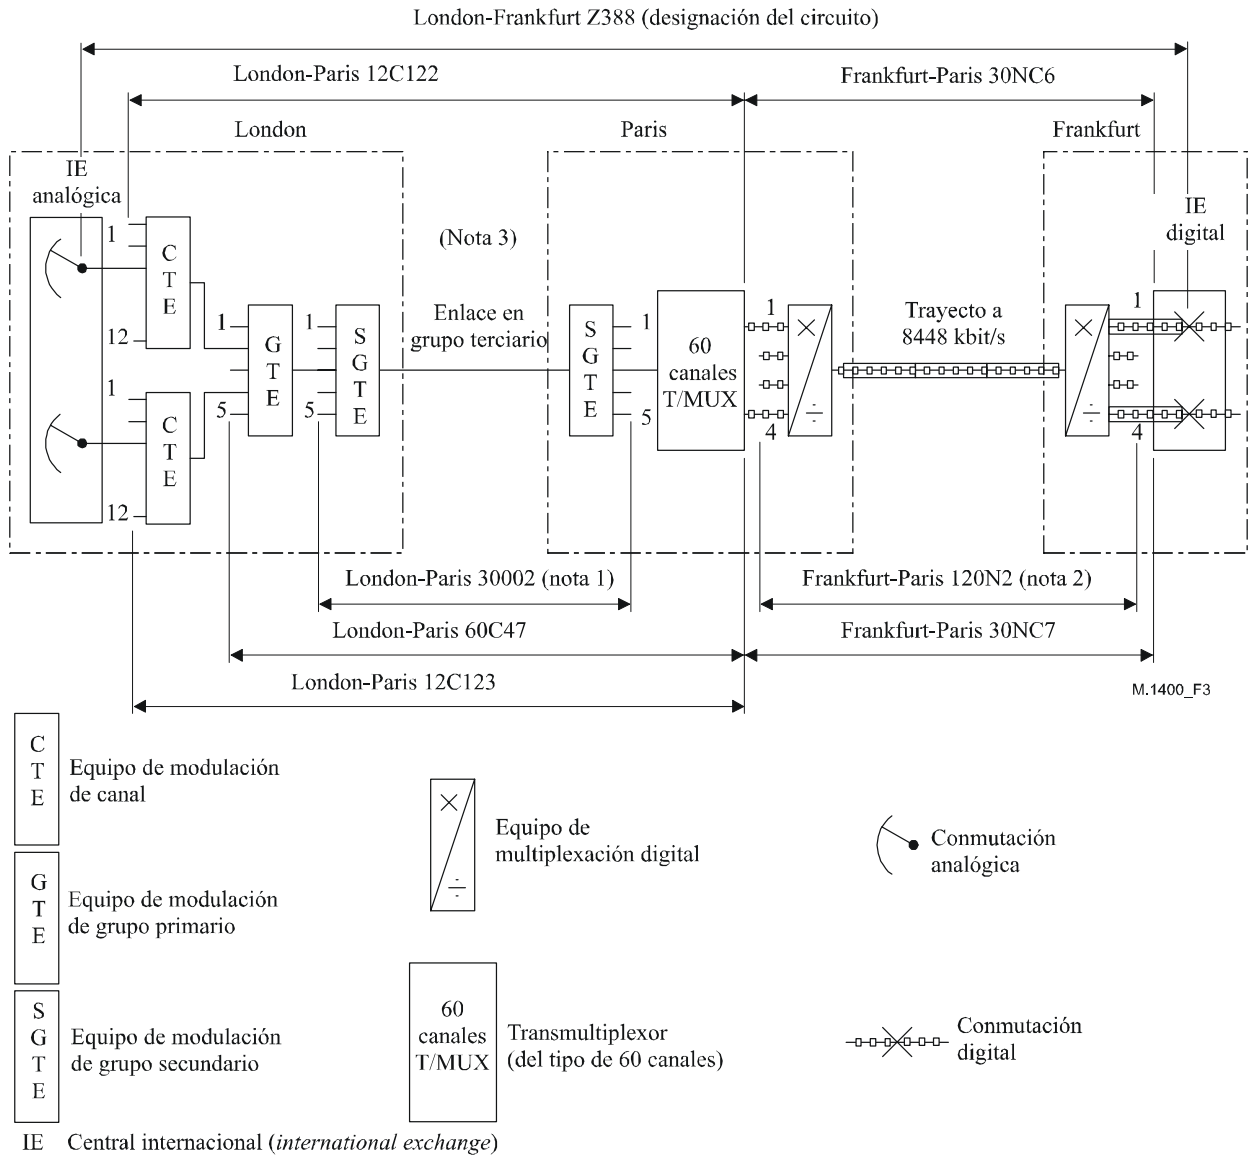 London-Frankfurt Z388 (designación del circuito)
London-Paris 12C122
Frankfurt-Paris 30NC6
London
Paris
Frankfurt
IE
analógica
IE
digital
1
12
C
T
E
1
12
C
T
E
1
5
G
T
E
1
5
S
G
T
E
(Nota 3)
Enlace en
grupo terciario
S
G
T
E
1
5
60
canales
T/MUX
1
4
Trayecto a
8448 kbit/s
1
4
London-Paris 30002 (nota 1)
Frankfurt-Paris 120N2 (nota 2)
London-Paris 60C47
Frankfurt-Paris 30NC7
London-Paris 12C123
M.1400_F3
C
T
E
Equipo de modulación
de canal
G
T
E
Equipo de modulación
de grupo primario
S
G
T
E
Equipo de modulación
de grupo secundario
Equipo de
multiplexación digital
60
canales
T/MUX
Transmultiplexor
(del tipo de 60 canales)
Conmutación
analógica
Conmutación
digital
IE Central internacional (international exchange)